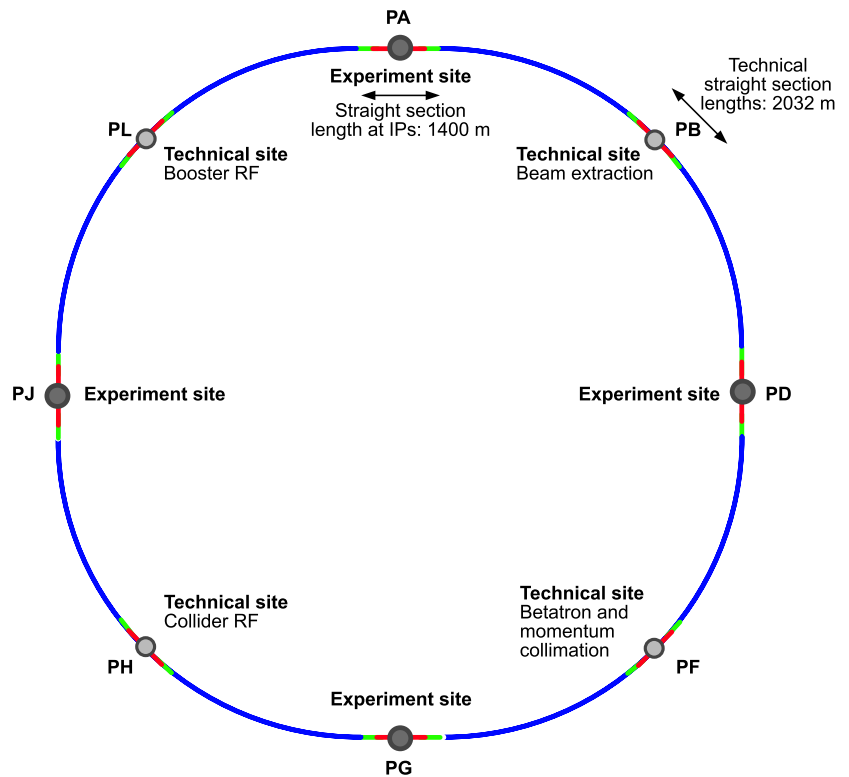 PA
Experiment site
Straight section
length at IPs: 1400 m
Technical
straight section
lengths: 2032 m
PL
Technical site
Booster RF
PB
Technical site
Beam extraction
PJ
Experiment site
Experiment site
PD
Technical site
Collider RF
PH
Technical site
Betatron and
momentum
collimation
PF
Experiment site
PG